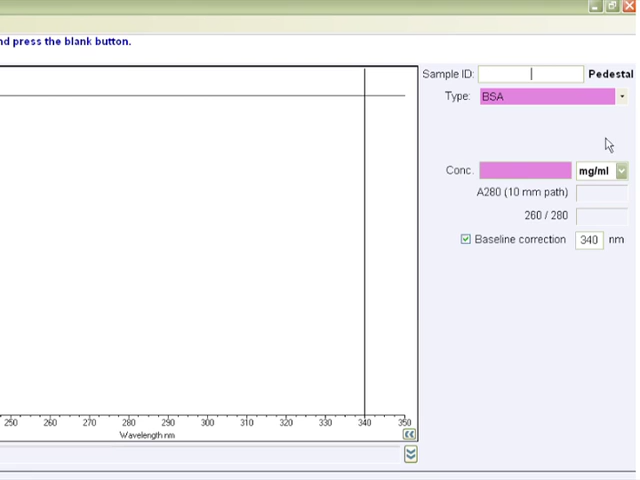 nd press the blank button.
Sample ID: Pedestal
Type: BSA
Conc. mg/ml
A280 (10 mm path)
260 / 280
Baseline correction 340 nm
250 260 270 280 290 300 310 320 330 340 350
Wavelength nm